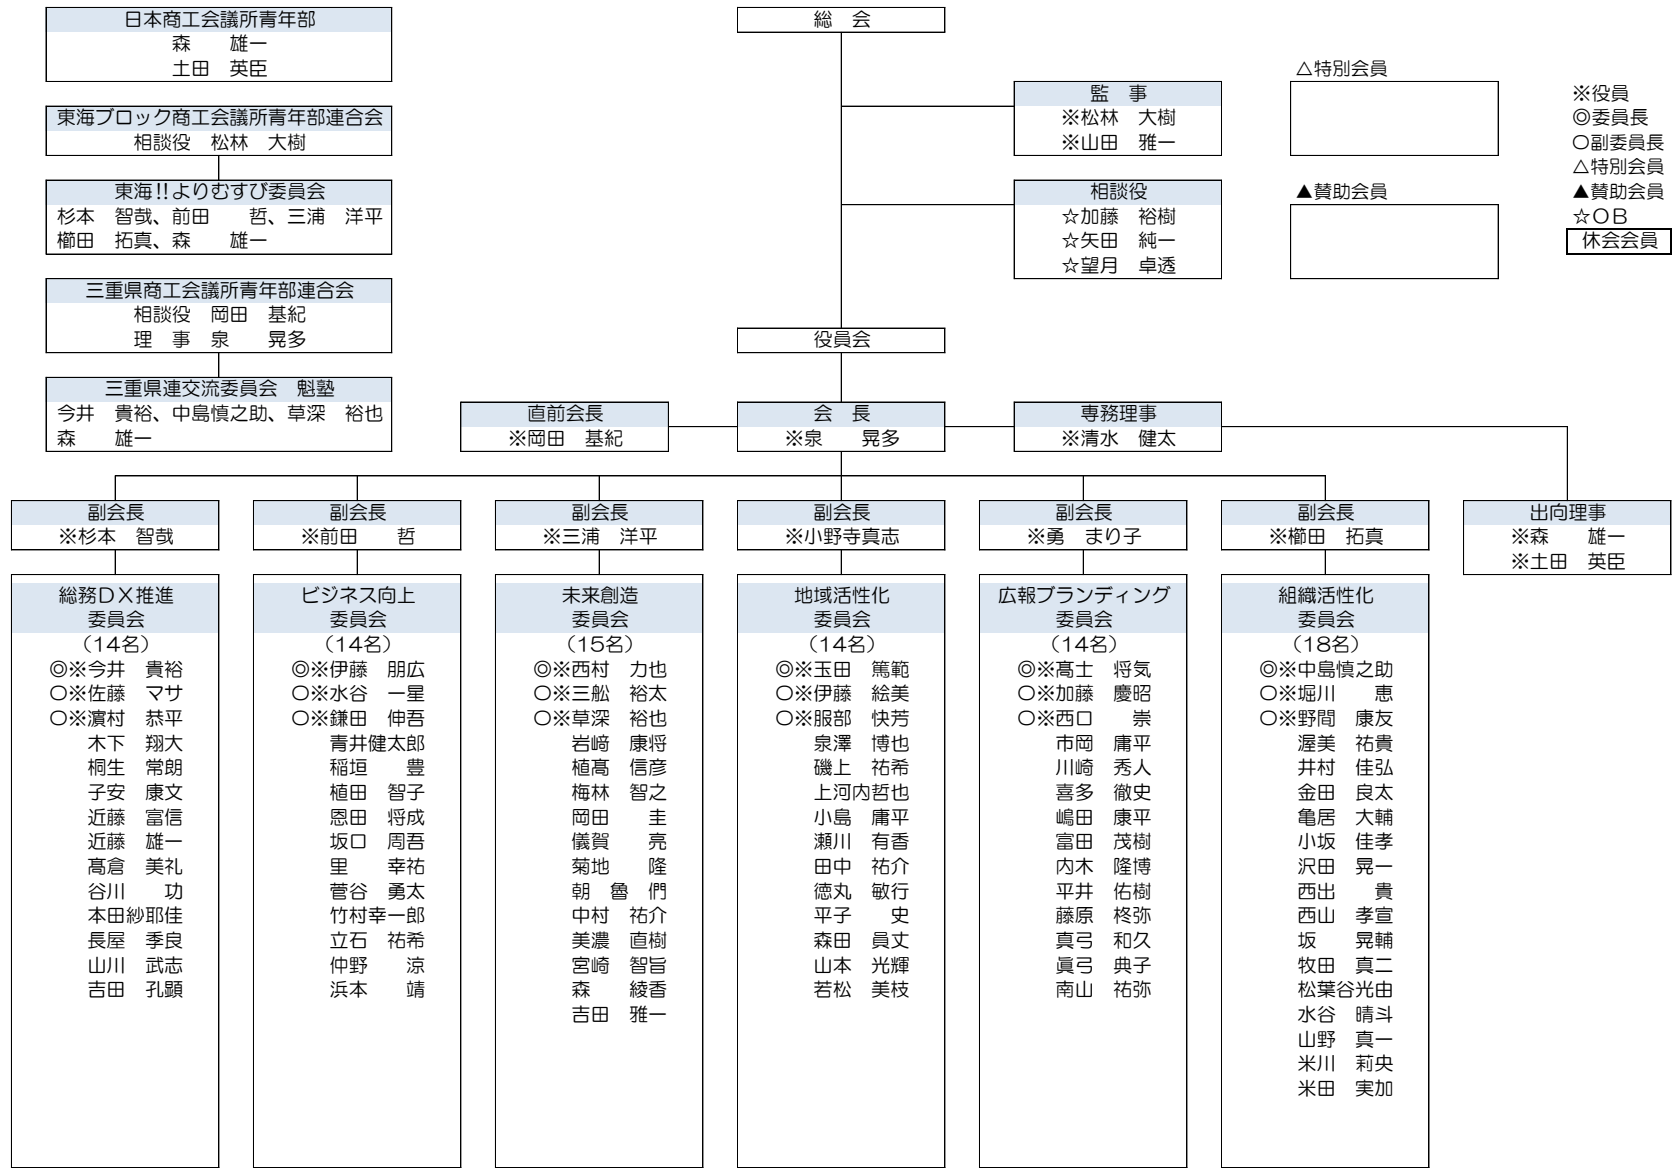 日本商工会議所青年部
森　　雄一
土田　英臣
東海ブロック商工会議所青年部連合会
相談役　松林　大樹
東海!!よりむすび委員会
杉本　智哉、前田　　哲、三浦　洋平
櫛田　拓真、森　　雄一
三重県商工会議所青年部連合会
相談役　岡田　基紀
理　事　泉　　晃多
三重県連交流委員会　魁塾
今井　貴裕、中島慎之助、草深　裕也
森　　雄一
総　会
監　事
※松林　大樹
※山田　雅一
相談役
☆加藤　裕樹
☆矢田　純一
☆望月　卓透
△特別会員
▲賛助会員
※役員
◎委員長
○副委員長
△特別会員
▲賛助会員
☆ＯＢ
休会会員
役員会
直前会長
※岡田　基紀
会　長
※泉　　晃多
専務理事
※清水　健太
副会長
※杉本　智哉
副会長
※前田　　哲
副会長
※三浦　洋平
副会長
※小野寺真志
副会長
※勇　まり子
副会長
※櫛田　拓真
出向理事
※森　　雄一
※土田　英臣
総務ＤＸ推進
委員会
（14名）
◎※今井　貴裕
○※佐藤　マサ
○※濵村　恭平
木下　翔大
桐生　常朗
子安　康文
近藤　富信
近藤　雄一
髙倉　美礼
谷川　　功
本田紗耶佳
長屋　季良
山川　武志
吉田　孔顕
ビジネス向上
委員会
（14名）
◎※伊藤　朋広
○※水谷　一星
○※鎌田　伸吾
青井健太郎
稲垣　　豊
植田　智子
恩田　将成
坂口　周吾
里　　幸祐
菅谷　勇太
竹村幸一郎
立石　祐希
仲野　　涼
浜本　　靖
未来創造
委員会
（15名）
◎※西村　力也
○※三舩　裕太
○※草深　裕也
岩﨑　康将
植髙　信彦
梅林　智之
岡田　　圭
儀賀　　亮
菊地　　隆
朝　魯　們
中村　祐介
美濃　直樹
宮崎　智旨
森　　綾香
吉田　雅一
地域活性化
委員会
（14名）
◎※玉田　篤範
○※伊藤　絵美
○※服部　快芳
泉澤　博也
磯上　祐希
上河内哲也
小島　庸平
瀬川　有香
田中　祐介
徳丸　敏行
平子　　史
森田　員丈
山本　光輝
若松　美枝
広報ブランディング
委員会
（14名）
◎※髙士　将気
○※加藤　慶昭
○※西口　　崇
市岡　庸平
川崎　秀人
喜多　徹史
嶋田　康平
富田　茂樹
内木　隆博
平井　佑樹
藤原　柊弥
真弓　和久
眞弓　典子
南山　祐弥
組織活性化
委員会
（18名）
◎※中島慎之助
○※堀川　　恵
○※野間　康友
渥美　祐貴
井村　佳弘
金田　良太
亀居　大輔
小坂　佳孝
沢田　晃一
西出　　貴
西山　孝宣
坂　　晃輔
牧田　真二
松葉谷光由
水谷　晴斗
山野　真一
米川　莉央
米田　実加